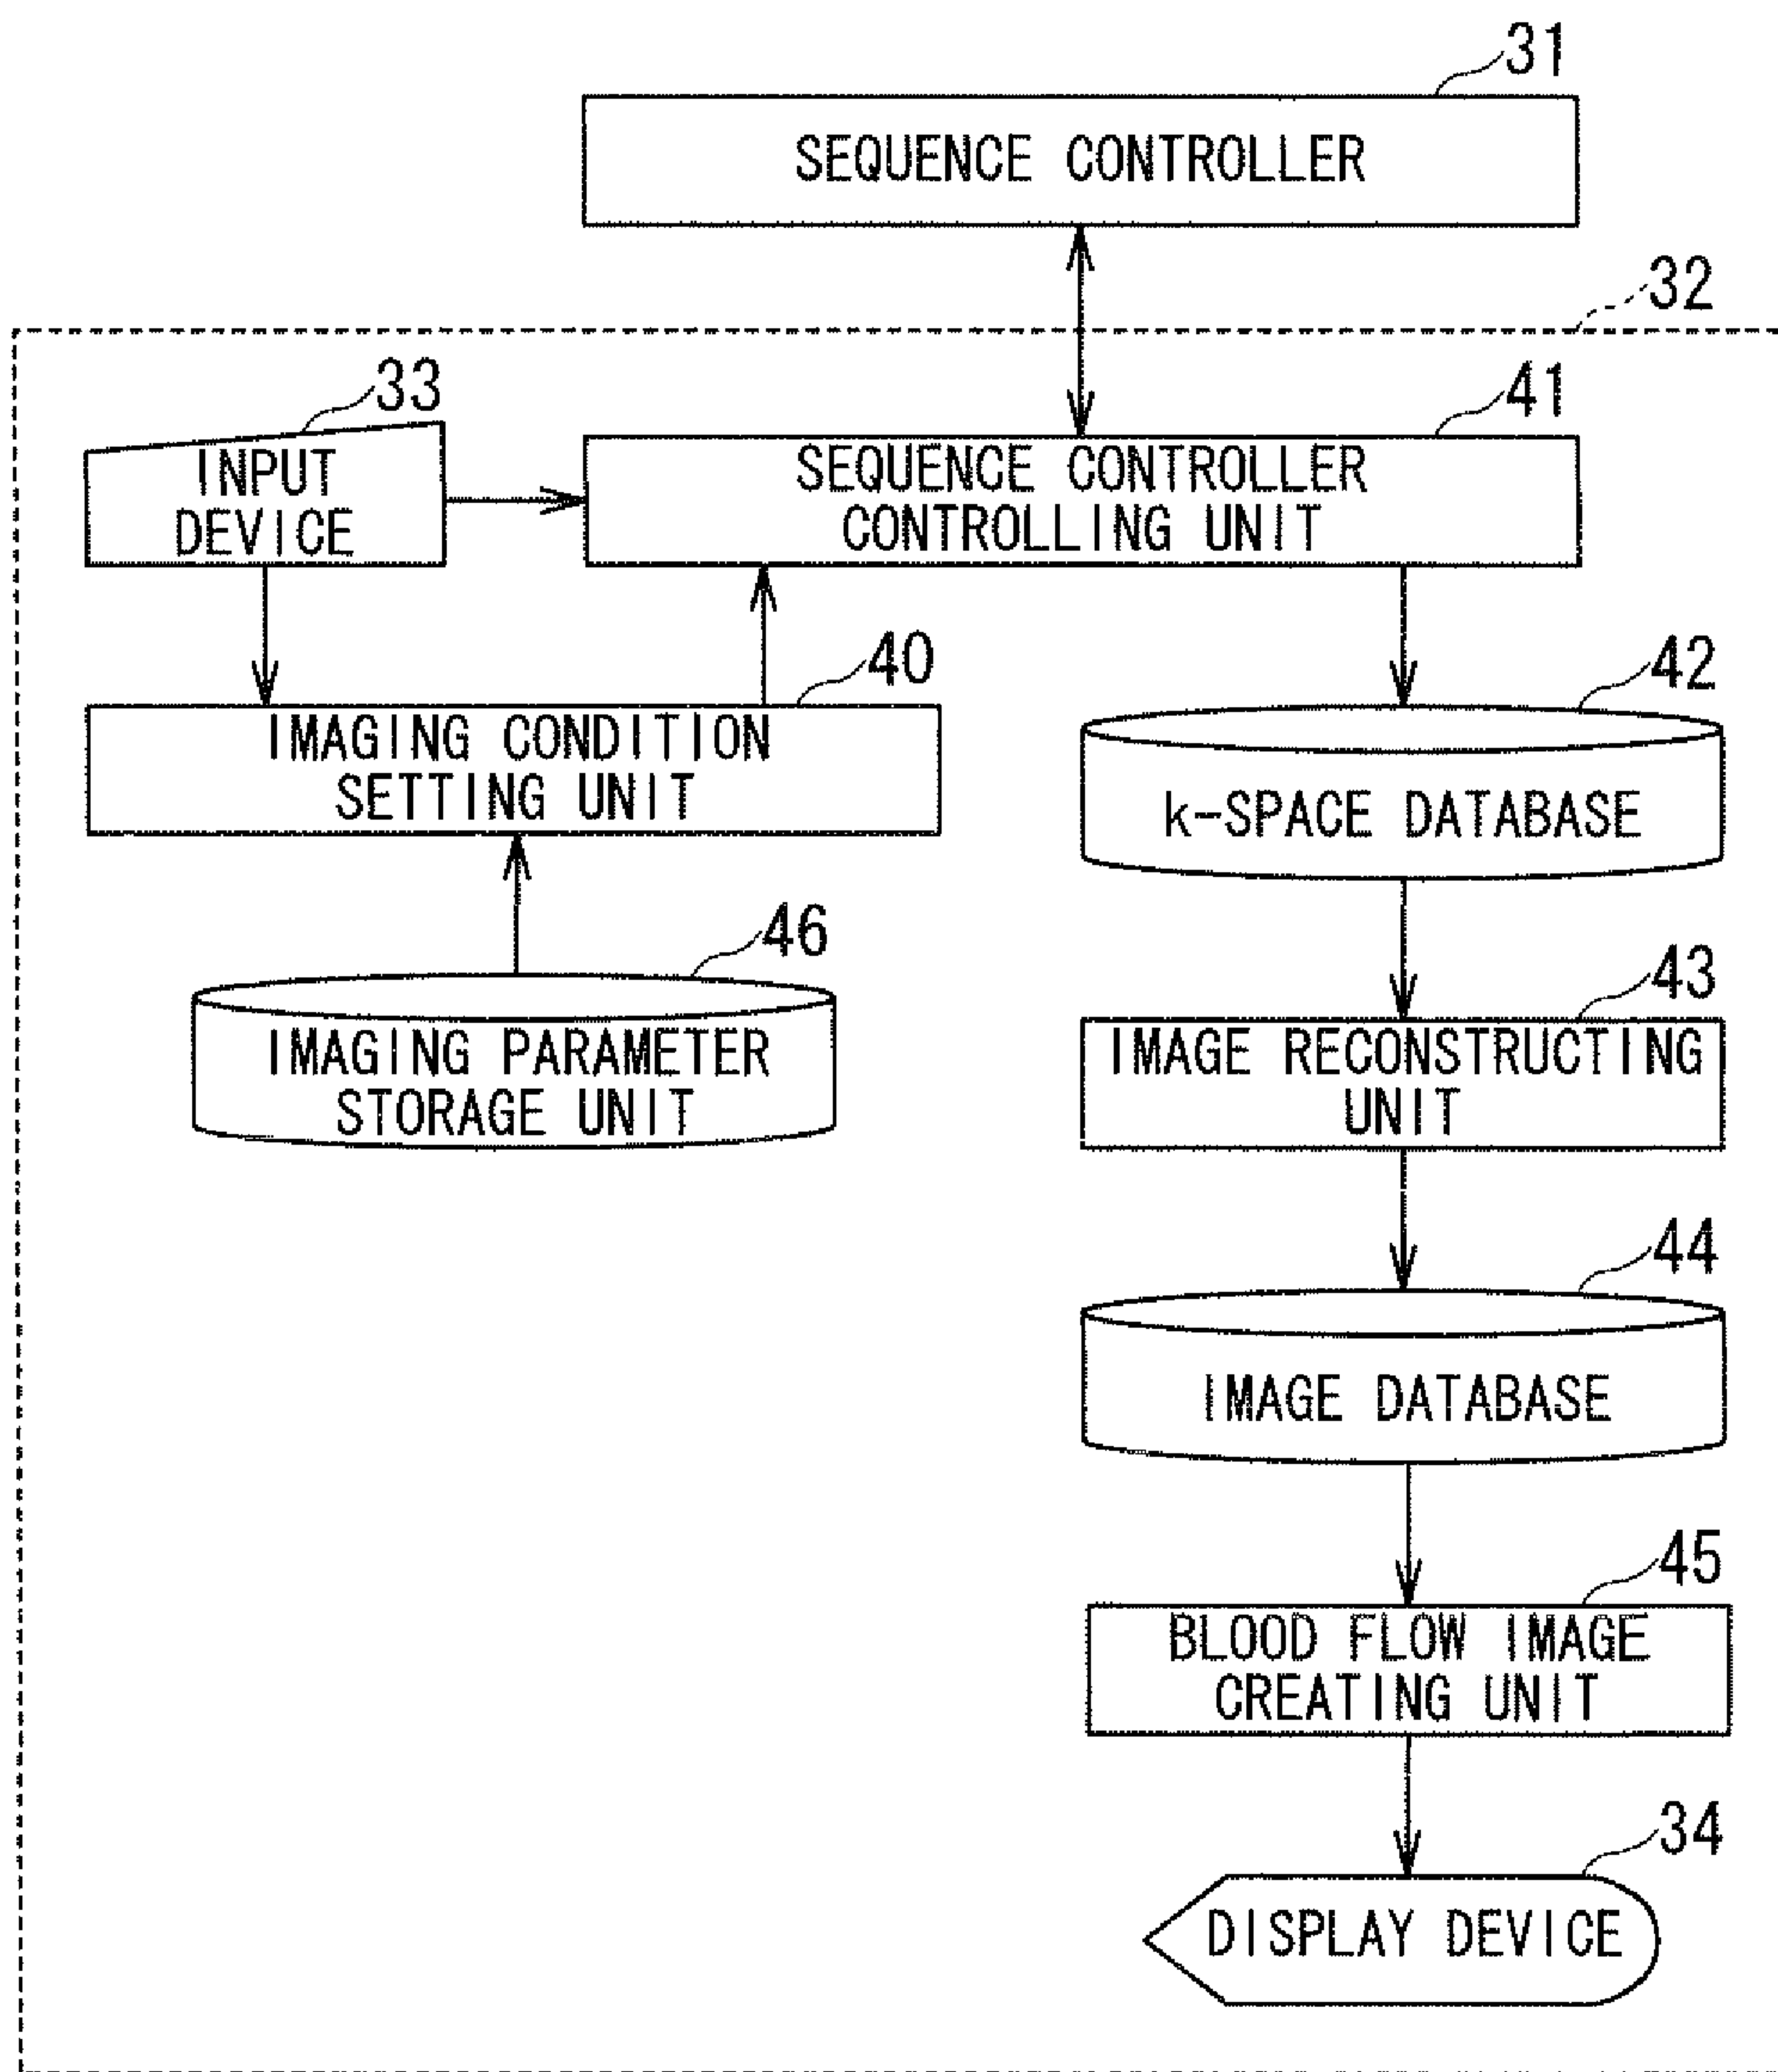 31
SEQUENCE CONTROLLER
32
33
INPUT
DEVICE
41
SEQUENCE CONTROLLER
CONTROLLING UNIT
40
IMAGING CONDITION
SETTING UNIT
42
k-SPACE DATABASE
46
IMAGING PARAMETER
STORAGE UNIT
43
IMAGE RECONSTRUCTING
UNIT
44
IMAGE DATABASE
45
BLOOD FLOW IMAGE
CREATING UNIT
34
DISPLAY DEVICE